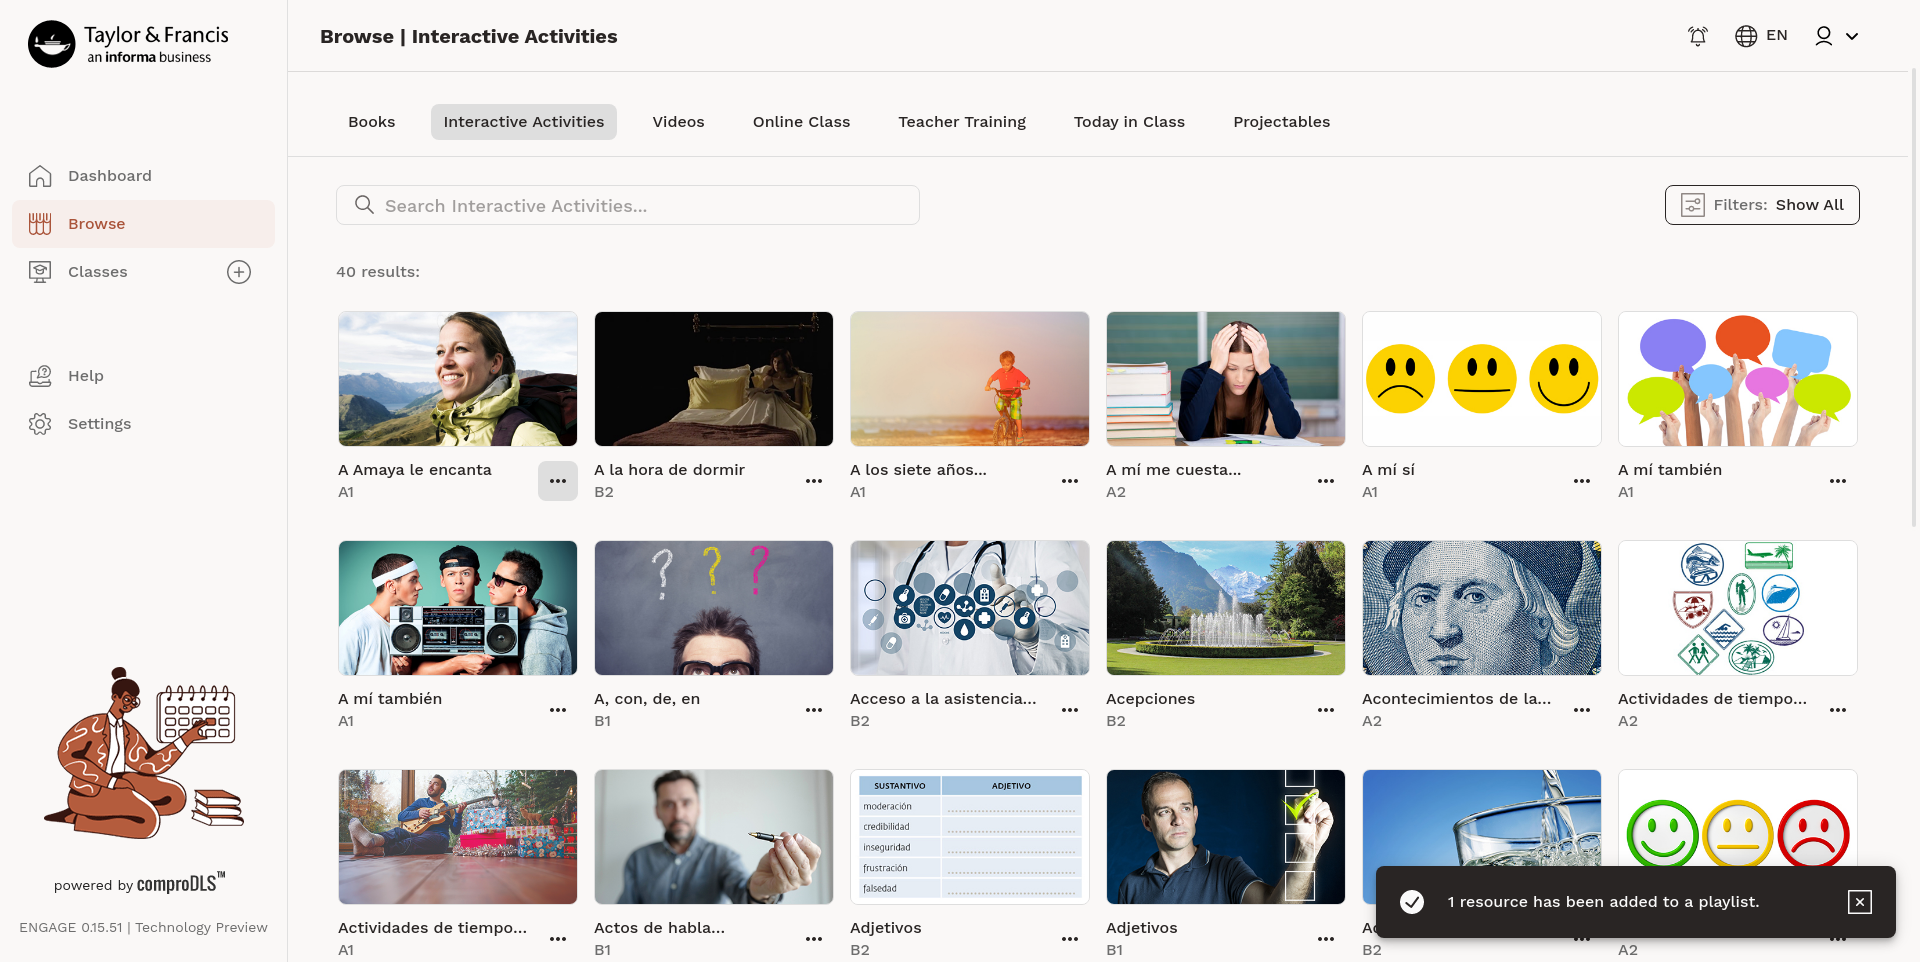 Taylor & Francis
an informa business
Browse | Interactive Activities
EN
Books
Interactive Activities
Videos
Online Class
Teacher Training
Today in Class
Projectables
Dashboard
Browse
Classes
Help
Settings
Search Interactive Activities...
Filters: Show All
40 results:
A Amaya le encanta
A1
A la hora de dormir
B2
A los siete años...
A1
A mí me cuesta...
A2
A mí sí
A1
A mí también
A1
A mí también
A1
A, con, de, en
B1
Acceso a la asistencia...
B2
Acepciones
B2
Acontecimientos de la...
A2
Actividades de tiempo...
A2
SUSTANTIVO
ADJETIVO
moderación
credibilidad
inseguridad
frustración
falsedad
Actividades de tiempo...
A1
Actos de habla...
B1
Adjetivos
B2
Adjetivos
B1
B2
A2
1 resource has been added to a playlist.
powered by comproDLS™
ENGAGE 0.15.51 | Technology Preview